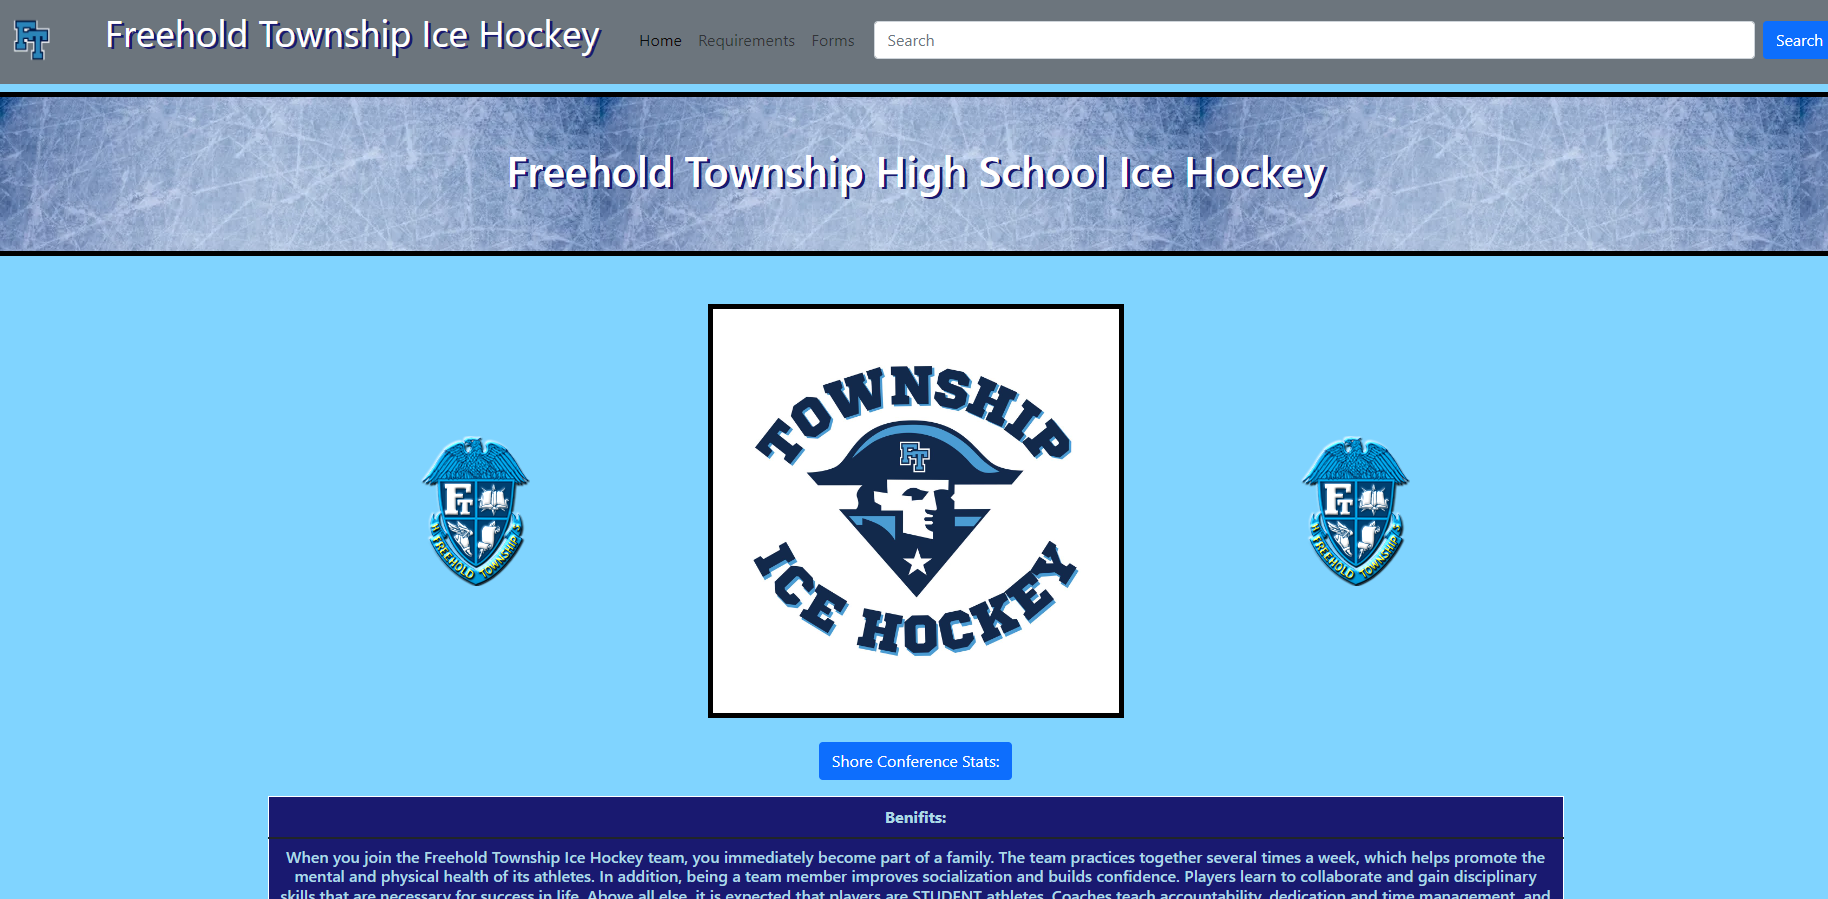 FT Freehold Township Ice Hockey Home Requirements Forms Search Search
Freehold Township High School Ice Hockey
TOWNSHIP
FT
ICE HOCKEY
FT
H FREEHOLD TOWNSHIP S
FT
H FREEHOLD TOWNSHIP S
Shore Conference Stats:
Benifits:
When you join the Freehold Township Ice Hockey team, you immediately become part of a family. The team practices together several times a week, which helps promote the
mental and physical health of its athletes. In addition, being a team member improves socialization and builds confidence. Players learn to collaborate and gain disciplinary
skills that are necessary for success in life. Above all else, it is expected that players are STUDENT athletes. Coaches teach accountability, dedication and time management, and